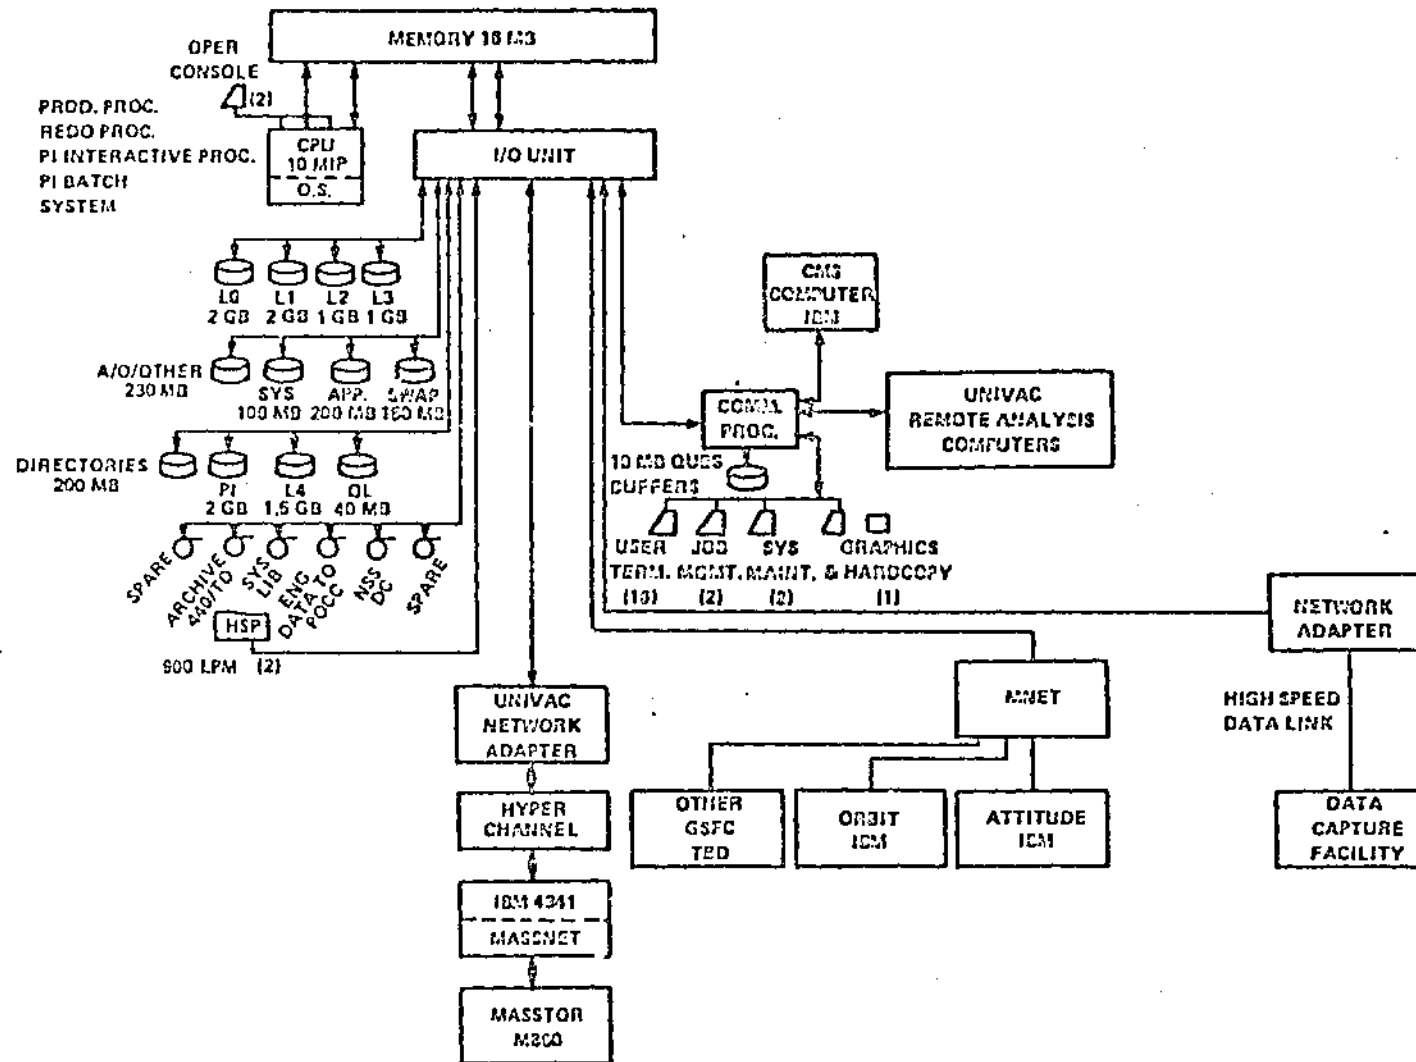 MEMORY 16 MB
OPER
CONSOLE
(2)
PROD. PROC.
REDO PROC.
PI INTERACTIVE PROC.
PI BATCH
SYSTEM
CPU
10 MIP
O.S.
I/O UNIT
L0
2 GB
L1
2 GB
L2
1 GB
L3
1 GB
A/O/OTHER
230 MB
SYS
100 MB
APP.
200 MB
SWAP
160 MB
DIRECTORIES
200 MB
PI
2 GB
L4
1.5 GB
QL
40 MB
SPARE
ARCHIVE
440/TD
SYS
LIB
ENG
DATA TO
POCC
NSS
DC
SPARE
HSP
900 LPM (2)
CMS
COMPUTER
IBM
COMM.
PROC.
UNIVAC
REMOTE ANALYSIS
COMPUTERS
10 MB QUES
BUFFERS
USER
TERM.
(10)
JOB
MGMT.
(2)
SYS
MAINT.
(2)
GRAPHICS
& HARDCOPY
(1)
NETWORK
ADAPTER
HIGH SPEED
DATA LINK
DATA
CAPTURE
FACILITY
UNIVAC
NETWORK
ADAPTER
HYPER
CHANNEL
IBM 4341
MASSNET
MASSTOR
M860
MNET
OTHER
GSFC
TBD
ORBIT
IBM
ATTITUDE
IBM